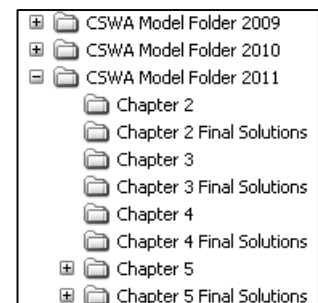 CSWA Model Folder 2009
CSWA Model Folder 2010
CSWA Model Folder 2011
Chapter 2
Chapter 2 Final Solutions
Chapter 3
Chapter 3 Final Solutions
Chapter 4
Chapter 4 Final Solutions
Chapter 5
Chapter 5 Final Solutions